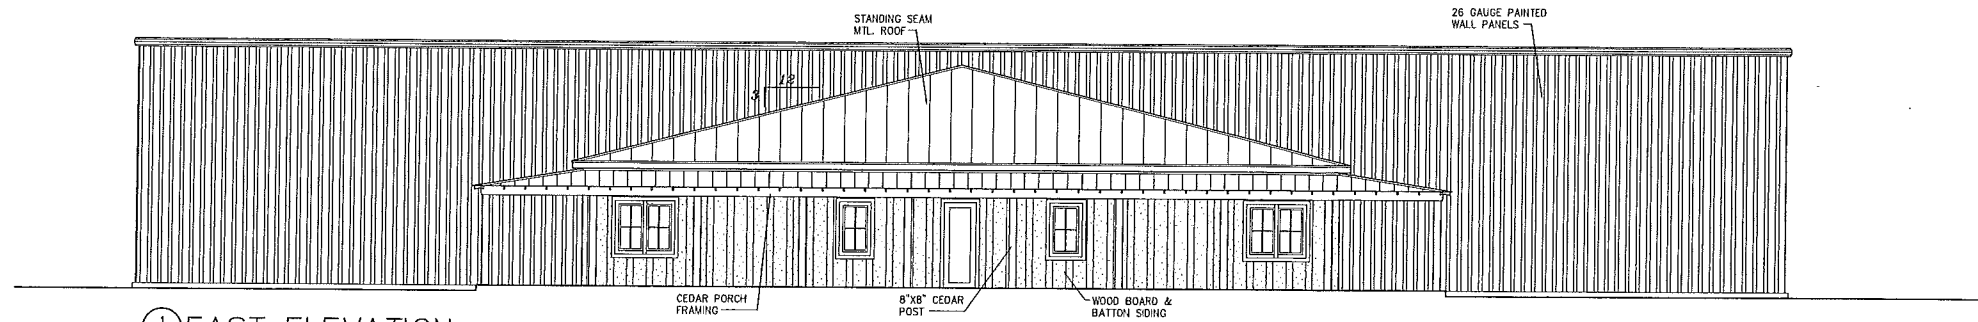 STANDING SEAM
MTL. ROOF
26 GAUGE PAINTED
WALL PANELS
12
3
CEDAR PORCH
FRAMING
8"X8" CEDAR
POST
WOOD BOARD &
BATTON SIDING
1 EAST ELEVATION